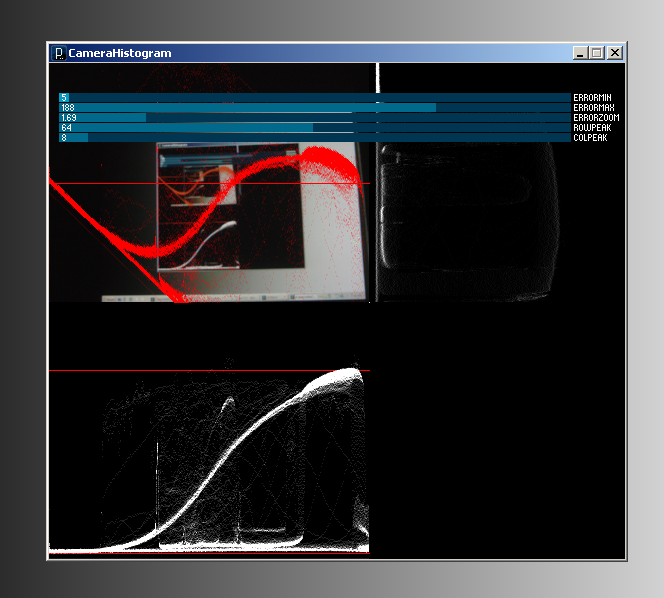 CameraHistogram
5 ERRORMIN
188 ERRORMAX
1.69 ERRORZOOM
64 ROWPEAK
8 COLPEAK